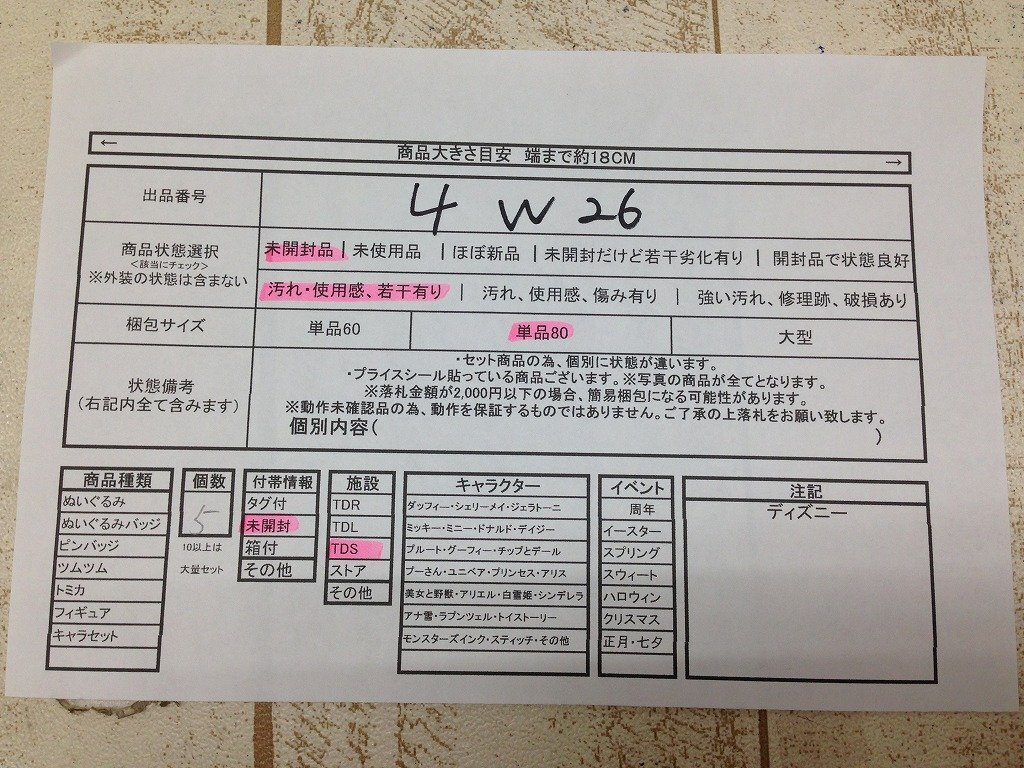 ← 商品大きさ目安 端まで約18CM →
出品番号 4 W 26
商品状態選択
<該当にチェック>
※外装の状態は含まない
未開封品 | 未使用品 | ほぼ新品 | 未開封だけど若干劣化有り | 開封品で状態良好
汚れ・使用感、若干有り | 汚れ、使用感、傷み有り | 強い汚れ、修理跡、破損あり
梱包サイズ 単品60 単品80 大型
状態備考
(右記内全て含みます)
・セット商品の為、個別に状態が違います。
・プライスシール貼っている商品ございます。※写真の商品が全てとなります。
※落札金額が2,000円以下の場合、簡易梱包になる可能性があります。
※動作未確認品の為、動作を保証するものではありません。ご了承の上落札をお願い致します。
個別内容( )
商品種類
ぬいぐるみ
ぬいぐるみバッジ
ピンバッジ
ツムツム
トミカ
フィギュア
キャラセット
個数
5
10以上は
大量セット
付帯情報
タグ付
未開封
箱付
その他
施設
TDR
TDL
TDS
ストア
その他
キャラクター
ダッフィー・シェリーメイ・ジェラトーニ
ミッキー・ミニー・ドナルド・デイジー
プルート・グーフィー・チップとデール
プーさん・ユニベア・プリンセス・アリス
美女と野獣・アリエル・白雪姫・シンデレラ
アナ雪・ラプンツェル・トイストーリー
モンスターズインク・スティッチ・その他
イベント
周年
イースター
スプリング
スウィート
ハロウィン
クリスマス
正月・七夕
注記
ディズニー